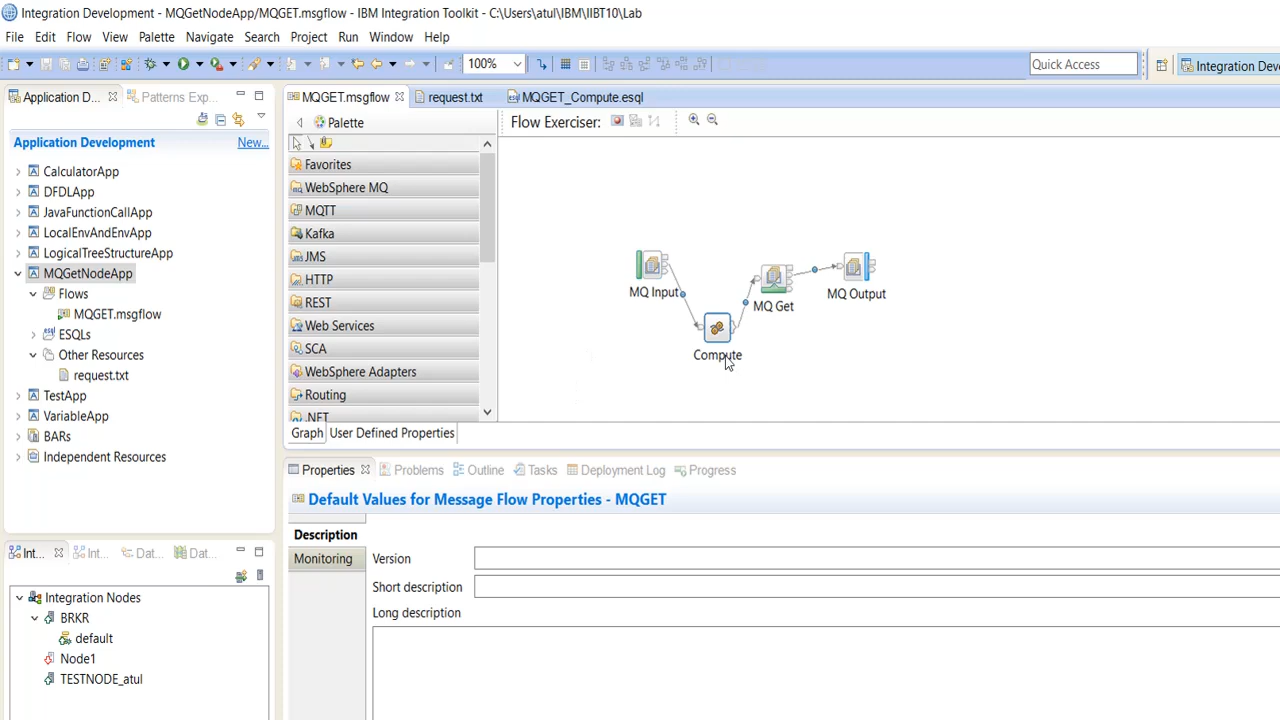 Integration Development - MQGetNodeApp/MQGET.msgflow - IBM Integration Toolkit - C:\Users\atul\IBM\IIBT10\Lab
File Edit Flow View Palette Navigate Search Project Run Window Help
100% Quick Access Integration Dev
Application D... Patterns Exp...
Application Development New...
CalculatorApp
DFDLApp
JavaFunctionCallApp
LocalEnvAndEnvApp
LogicalTreeStructureApp
MQGetNodeApp
Flows
MQGET.msgflow
ESQLs
Other Resources
request.txt
TestApp
VariableApp
BARs
Independent Resources
Int... Int... Dat... Dat...
Integration Nodes
BRKR
default
Node1
TESTNODE_atul
MQGET.msgflow request.txt MQGET_Compute.esql
Palette
Flow Exerciser:
Favorites
WebSphere MQ
MQTT
Kafka
JMS
HTTP
REST
Web Services
SCA
WebSphere Adapters
Routing
.NET
MQ Input
Compute
MQ Get
MQ Output
Graph User Defined Properties
Properties Problems Outline Tasks Deployment Log Progress
Default Values for Message Flow Properties - MQGET
Description
Monitoring
Version
Short description
Long description